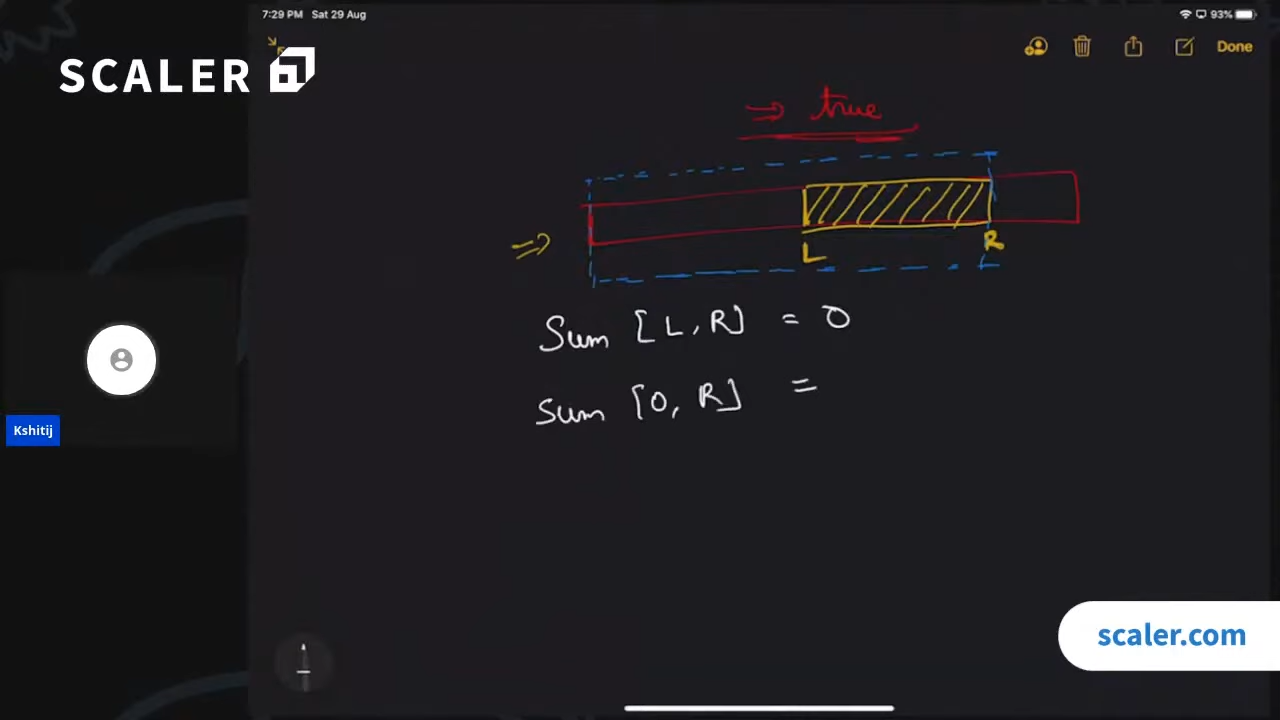 7:29 PM Sat 29 Aug
93%
SCALER
Done
⇒ true
⇒
L
R
Sum [L, R] = 0
Kshitij
Sum [0, R] =
scaler.com